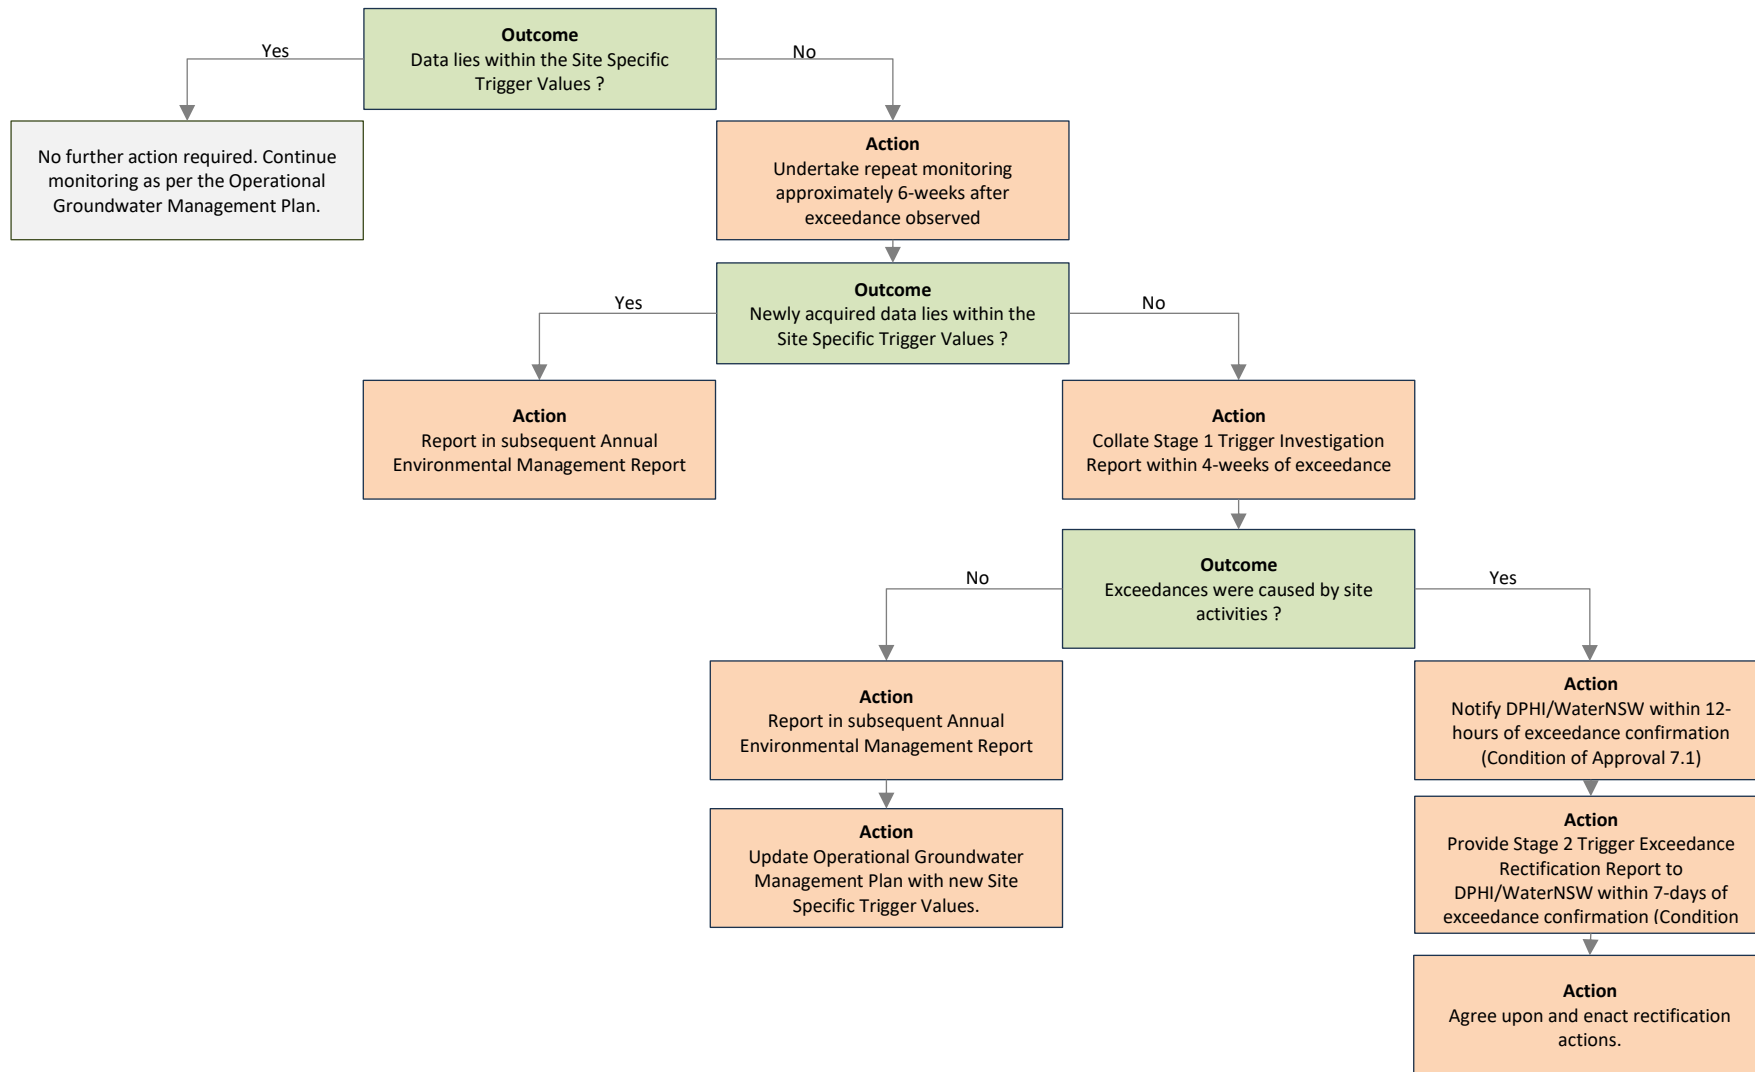 Outcome
Data lies within the Site Specific
Trigger Values ?
Yes
No
No further action required. Continue
monitoring as per the Operational
Groundwater Management Plan.
Action
Undertake repeat monitoring
approximately 6-weeks after
exceedance observed
Outcome
Newly acquired data lies within the
Site Specific Trigger Values ?
Yes
No
Action
Report in subsequent Annual
Environmental Management Report
Action
Collate Stage 1 Trigger Investigation
Report within 4-weeks of exceedance
Outcome
Exceedances were caused by site
activities ?
No
Yes
Action
Report in subsequent Annual
Environmental Management Report
Action
Notify DPHI/WaterNSW within 12-
hours of exceedance confirmation
(Condition of Approval 7.1)
Action
Update Operational Groundwater
Management Plan with new Site
Specific Trigger Values.
Action
Provide Stage 2 Trigger Exceedance
Rectification Report to
DPHI/WaterNSW within 7-days of
exceedance confirmation (Condition
Action
Agree upon and enact rectification
actions.